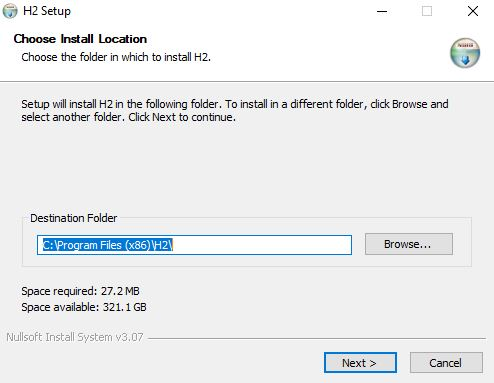 H2 Setup
Choose Install Location
Choose the folder in which to install H2.
Setup will install H2 in the following folder. To install in a different folder, click Browse and
select another folder. Click Next to continue.
Destination Folder
C:\Program Files (x86)\H2\
Browse...
Space required: 27.2 MB
Space available: 321.1 GB
Nullsoft Install System v3.07
Next >
Cancel